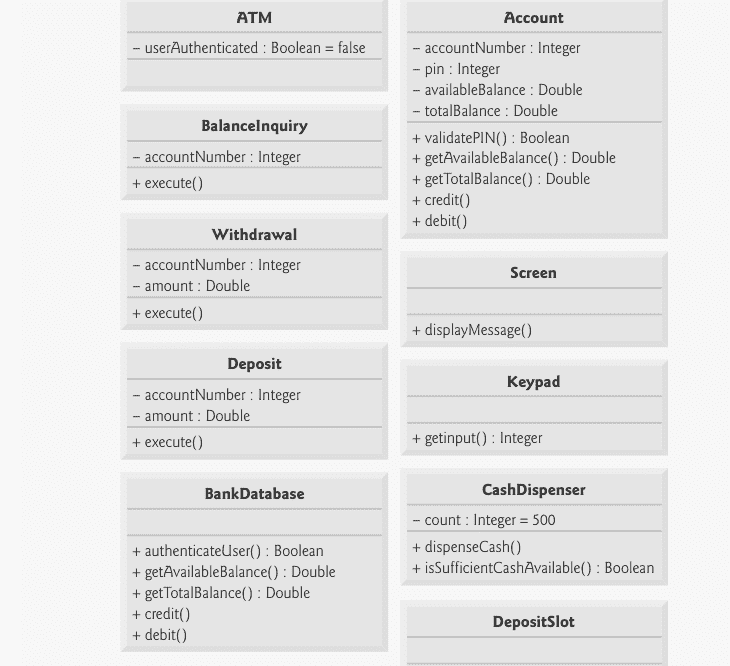 ATM
– userAuthenticated : Boolean = false
BalanceInquiry
– accountNumber : Integer
+ execute()
Withdrawal
– accountNumber : Integer
– amount : Double
+ execute()
Deposit
– accountNumber : Integer
– amount : Double
+ execute()
BankDatabase
+ authenticateUser() : Boolean
+ getAvailableBalance() : Double
+ getTotalBalance() : Double
+ credit()
+ debit()
Account
– accountNumber : Integer
– pin : Integer
– availableBalance : Double
– totalBalance : Double
+ validatePIN() : Boolean
+ getAvailableBalance() : Double
+ getTotalBalance() : Double
+ credit()
+ debit()
Screen
+ displayMessage()
Keypad
+ getinput() : Integer
CashDispenser
– count : Integer = 500
+ dispenseCash()
+ isSufficientCashAvailable() : Boolean
DepositSlot